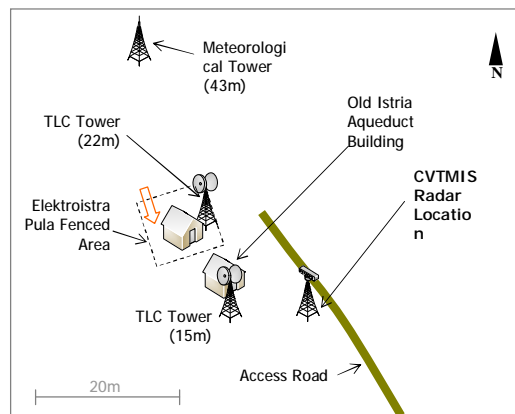 Meteorologi
cal Tower
(43m)
N
TLC Tower
(22m)
Old Istria
Aqueduct
Building
CVTMIS
Radar
Locatio
n
Elektroistra
Pula Fenced
Area
TLC Tower
(15m)
Access Road
20m